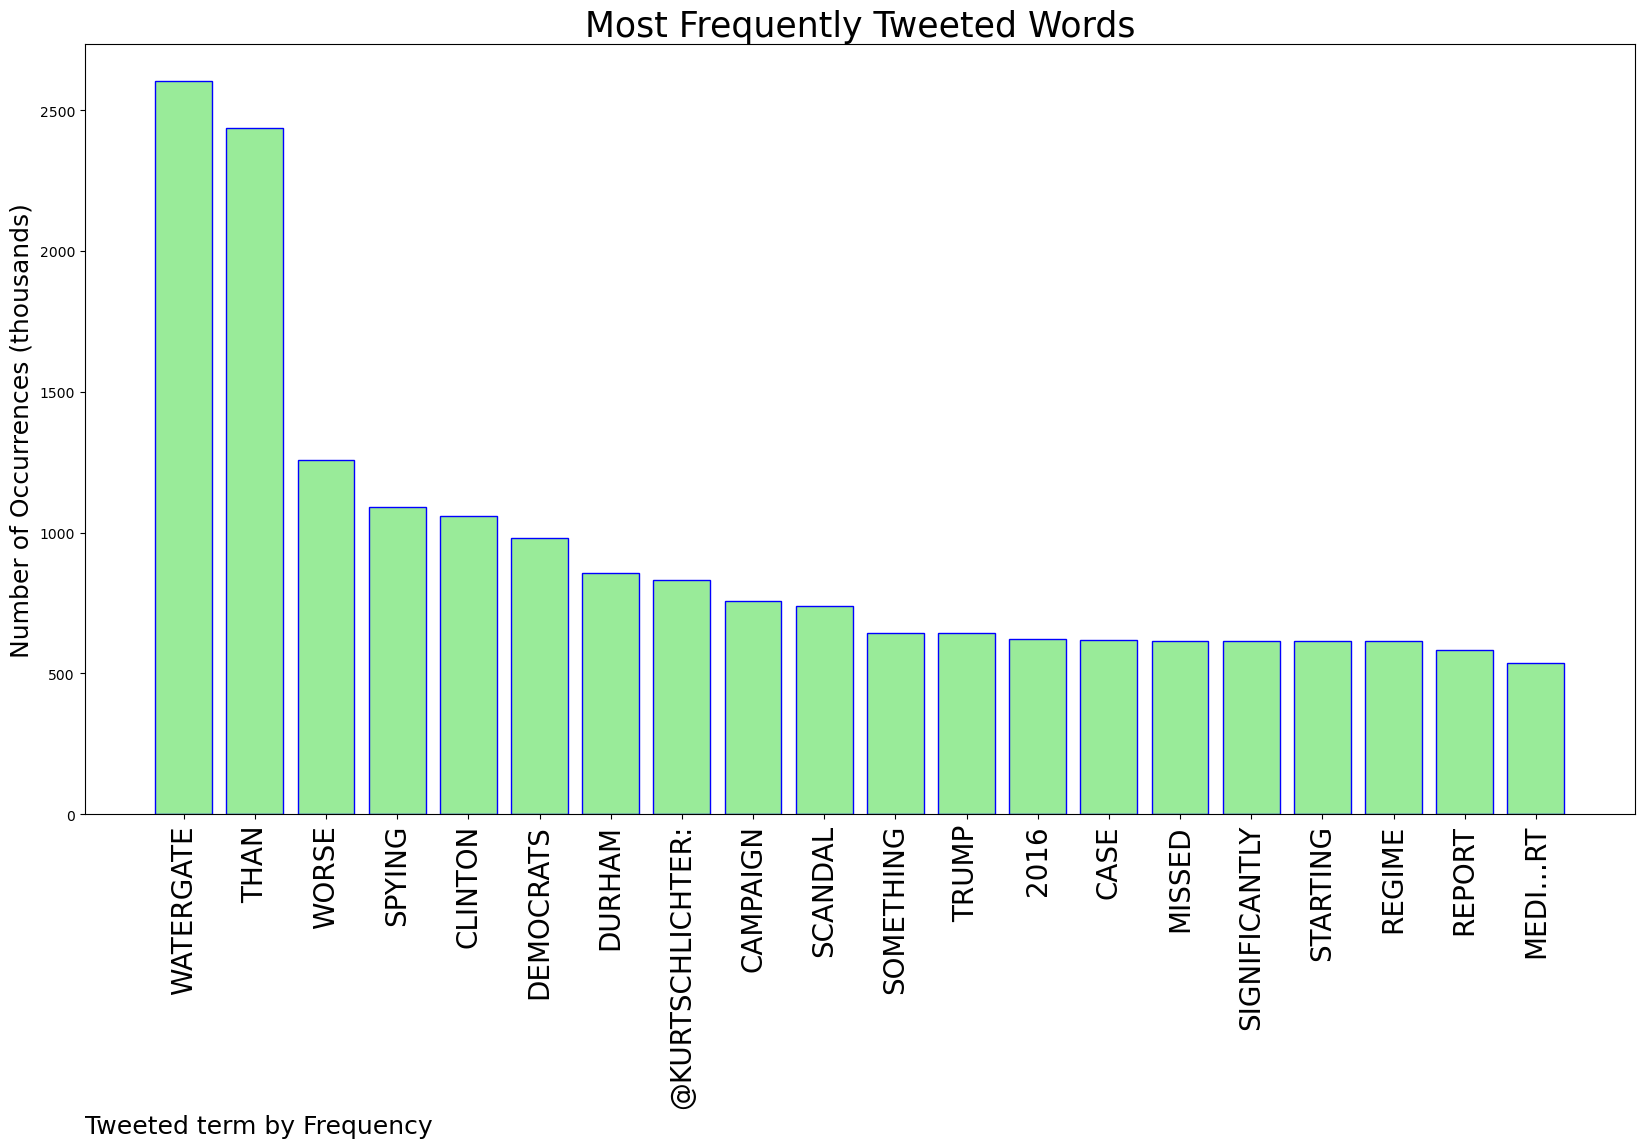 Most Frequently Tweeted Words
Number of Occurrences (thousands)
2500
2000
1500
1000
500
0
WATERGATE
THAN
WORSE
SPYING
CLINTON
DEMOCRATS
DURHAM
@KURTSCHLICHTER:
CAMPAIGN
SCANDAL
SOMETHING
TRUMP
2016
CASE
MISSED
SIGNIFICANTLY
STARTING
REGIME
REPORT
MEDI…RT
Tweeted term by Frequency